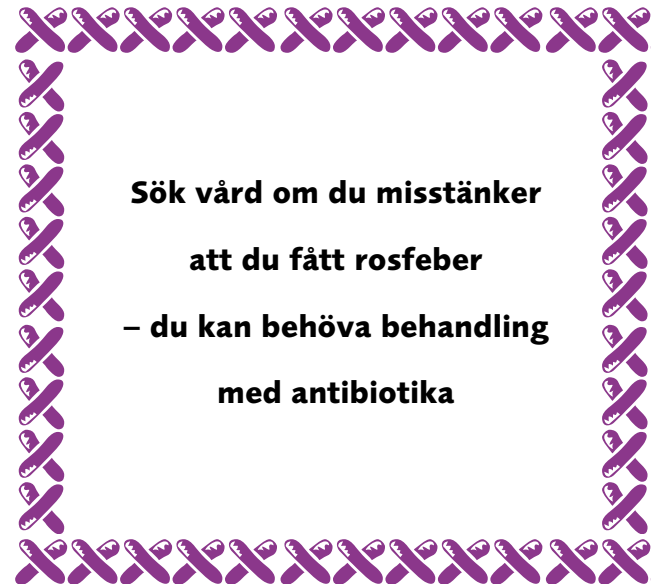 Sök vård om du misstänker
att du fått rosfeber
– du kan behöva behandling
med antibiotika